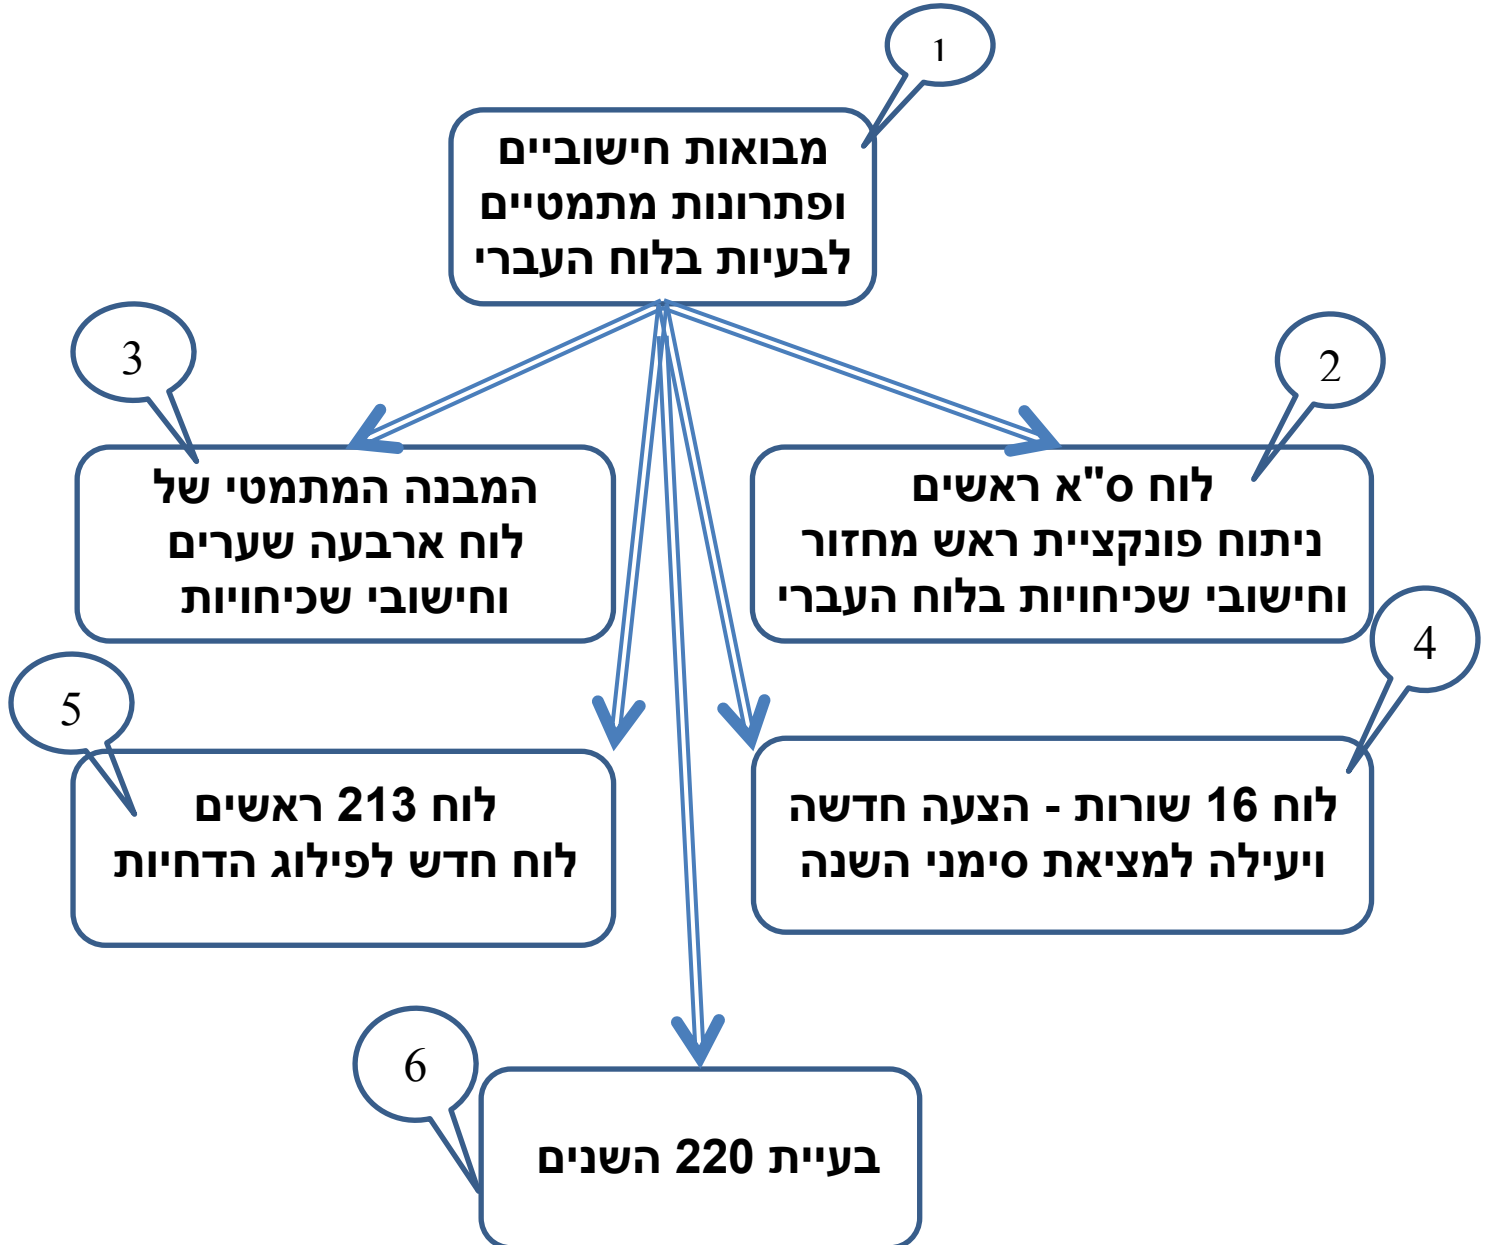 1
מבואות חישוביים
ופתרונות מתמטיים
לבעיות בלוח העברי
2
לוח ס"א ראשים
ניתוח פונקציית ראש מחזור
וחישובי שכיחויות בלוח העברי
3
המבנה המתמטי של
לוח ארבעה שערים
וחישובי שכיחויות
4
לוח 16 שורות - הצעה חדשה
ויעילה למציאת סימני השנה
5
לוח 213 ראשים
לוח חדש לפילוג הדחיות
6
בעיית 220 השנים